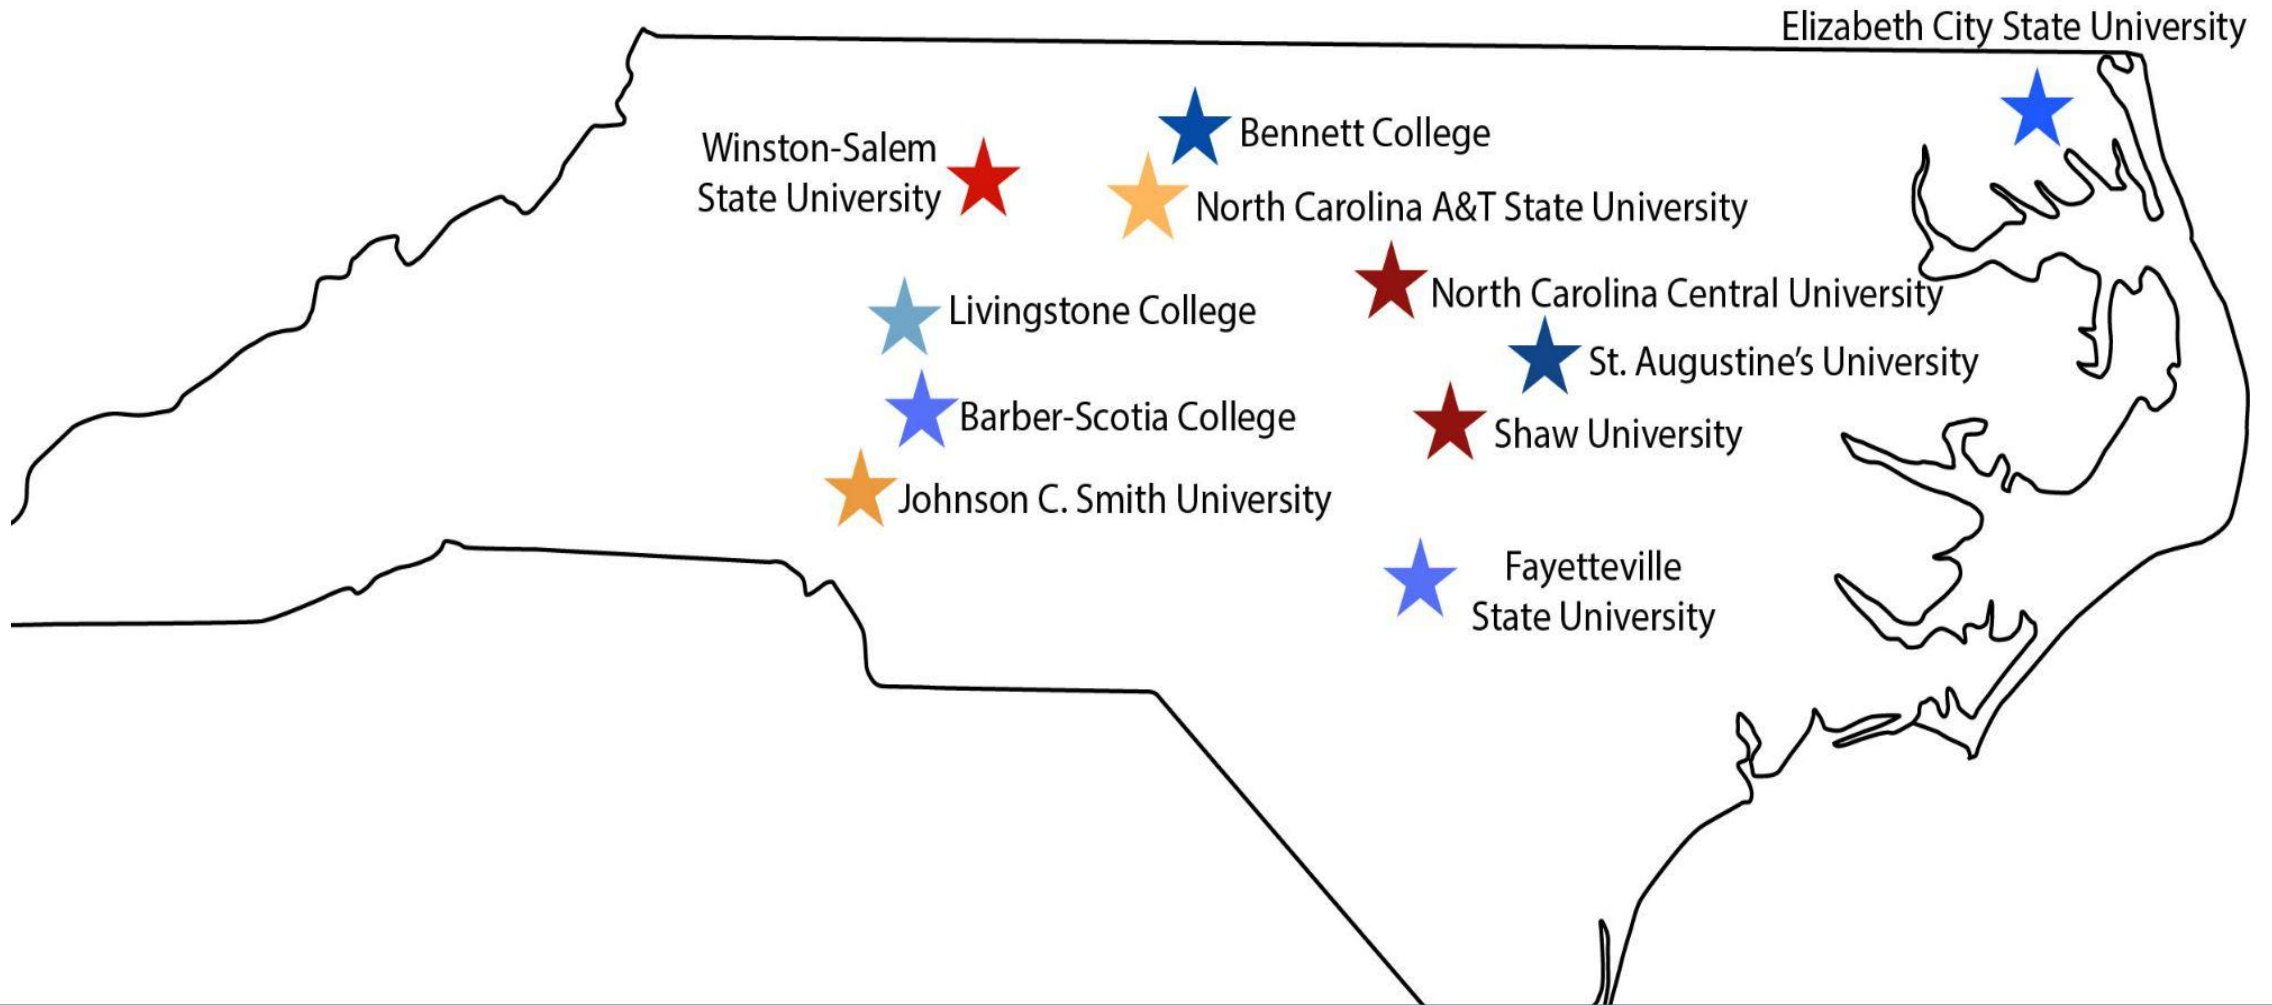 Elizabeth City State University
Bennett College
Winston-Salem
State University
North Carolina A&T State University
North Carolina Central University
Livingstone College
St. Augustine’s University
Barber-Scotia College
Shaw University
Johnson C. Smith University
Fayetteville
State University